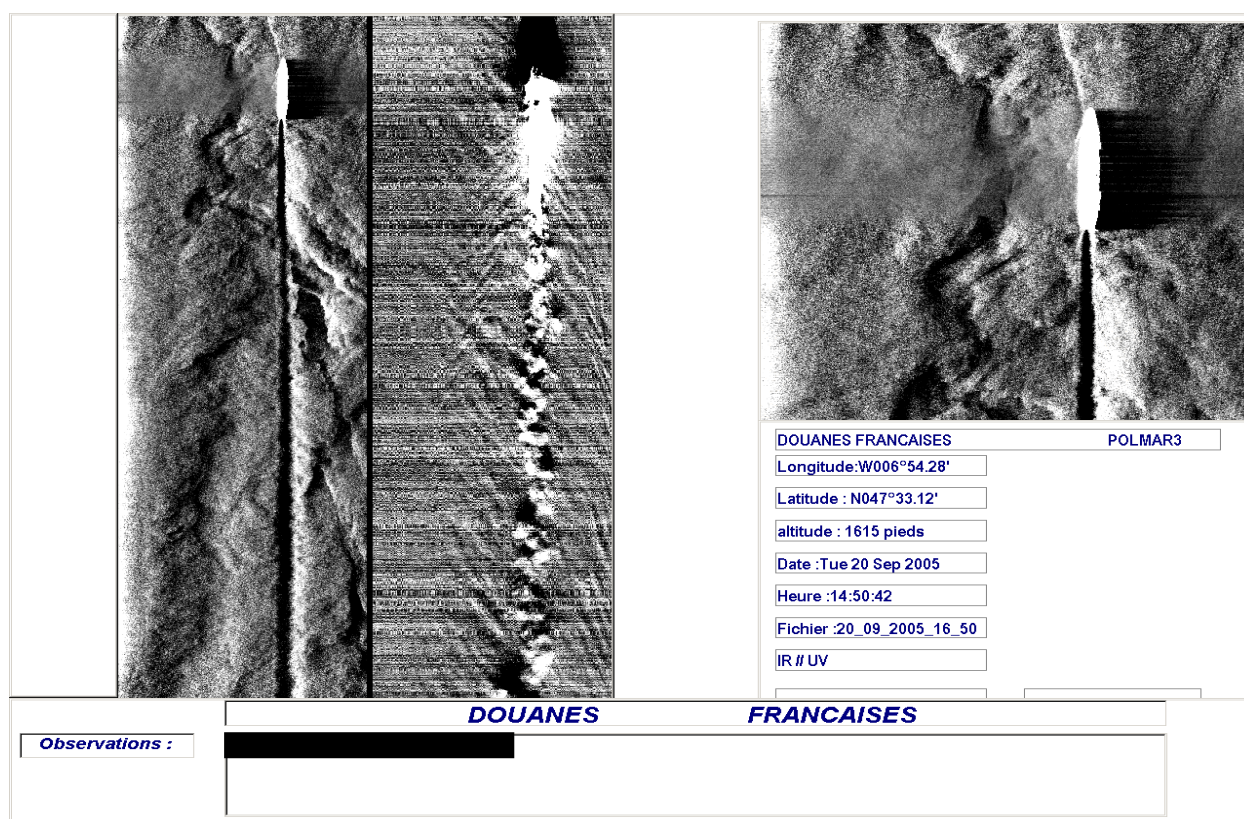 DOUANES FRANCAISES POLMAR3
Longitude:W006°54.28'
Latitude : N047°33.12'
altitude : 1615 pieds
Date :Tue 20 Sep 2005
Heure :14:50:42
Fichier :20_09_2005_16_50
IR // UV
DOUANES FRANCAISES
Observations :